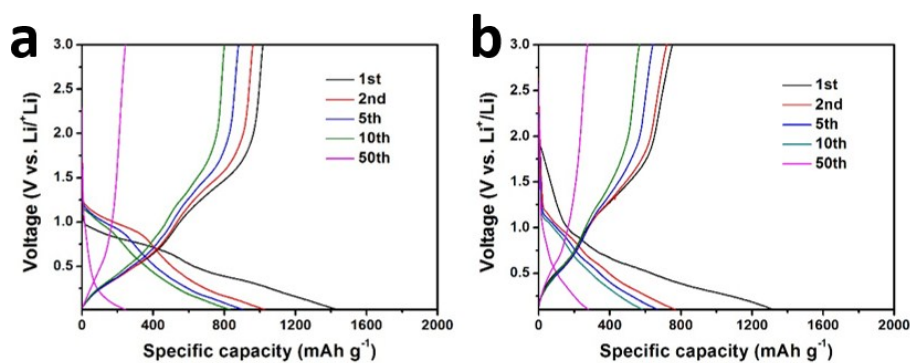 a
3.0
2.5
2.0
1.5
1.0
0.5
0
400
800
1200
1600
2000
Voltage (V vs. Li/⁺Li)
Specific capacity (mAh g⁻¹)
1st
2nd
5th
10th
50th
b
3.0
2.5
2.0
1.5
1.0
0.5
0
400
800
1200
1600
2000
Voltage (V vs. Li⁺/Li)
Specific capacity (mAh g⁻¹)
1st
2nd
5th
10th
50th